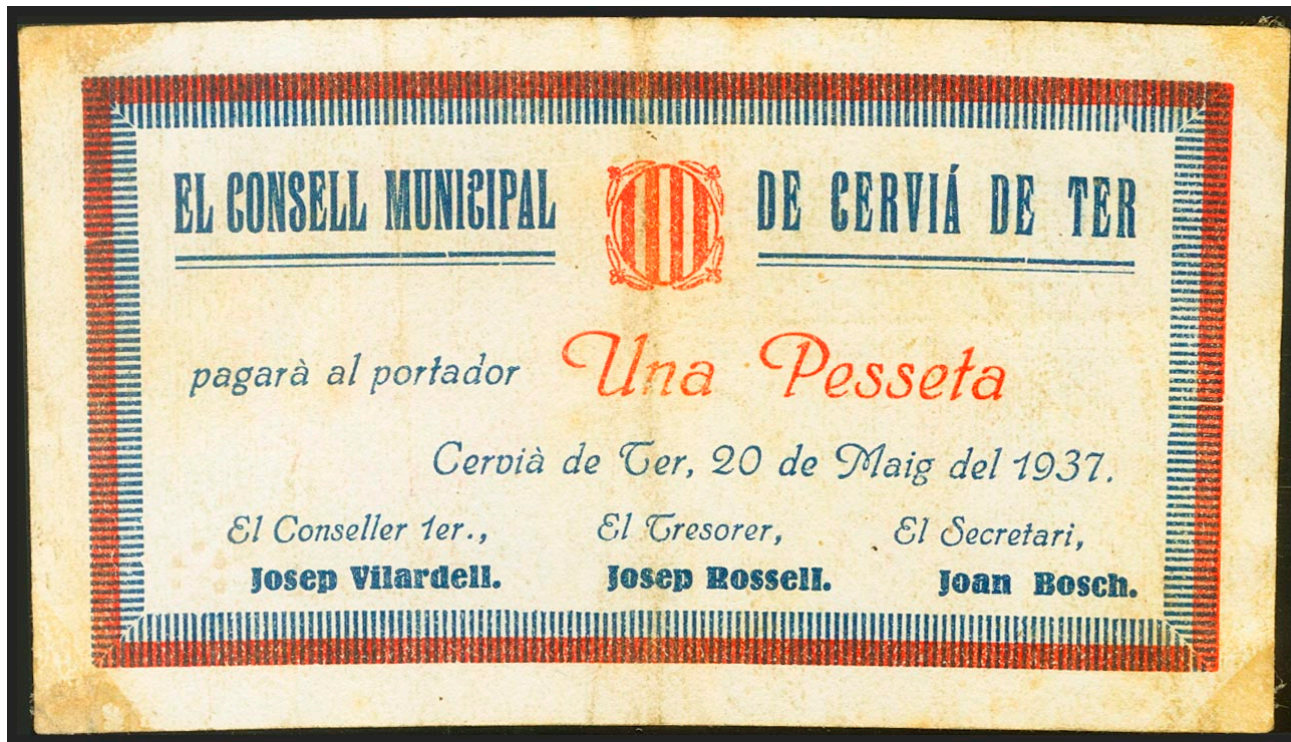 EL CONSELL MUNICIPAL DE CERVIÁ DE TER
pagarà al portador Una Pesseta
Cervià de Ter, 20 de Maig del 1937.
El Conseller 1er., El Tresorer, El Secretari,
Josep Vilardell. Josep Rossell. Joan Bosch.